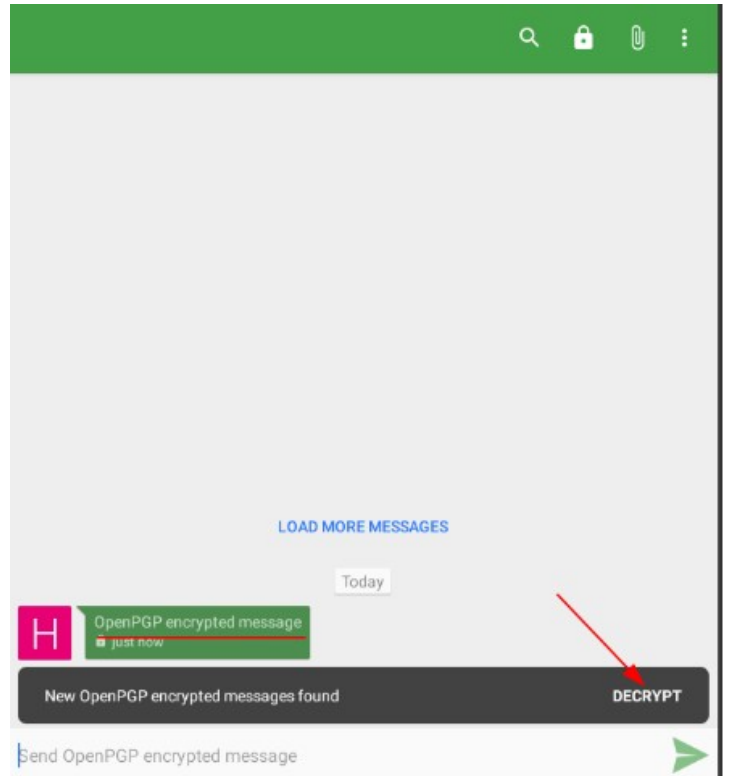 LOAD MORE MESSAGES
Today
H
OpenPGP encrypted message
just now
New OpenPGP encrypted messages found
DECRYPT
Send OpenPGP encrypted message